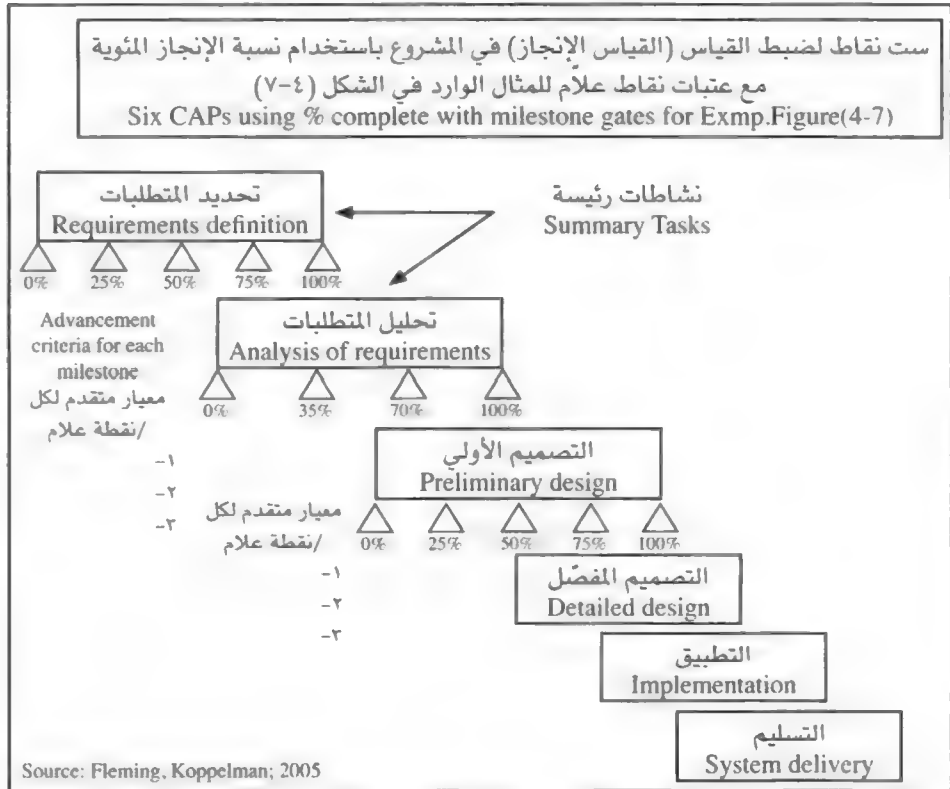 ست نقاط لضبط القياس (القياس الإنجاز) في المشروع باستخدام نسبة الإنجاز المئوية
مع عتبات نقاط علاّم للمثال الوارد في الشكل (٤-٧)
Six CAPs using % complete with milestone gates for Exmp.Figure(4-7)
تحديد المتطلبات
Requirements definition
0% 25% 50% 75% 100%
نشاطات رئيسة
Summary Tasks
Advancement
criteria for each
milestone
معيار متقدم لكل
نقطة علام/
١-
٢-
٣-
تحليل المتطلبات
Analysis of requirements
0% 35% 70% 100%
التصميم الأولي
Preliminary design
0% 25% 50% 75% 100%
معيار متقدم لكل
نقطة علام/
١-
٢-
٣-
التصميم المفصّل
Detailed design
التطبيق
Implementation
التسليم
System delivery
Source: Fleming, Koppelman; 2005